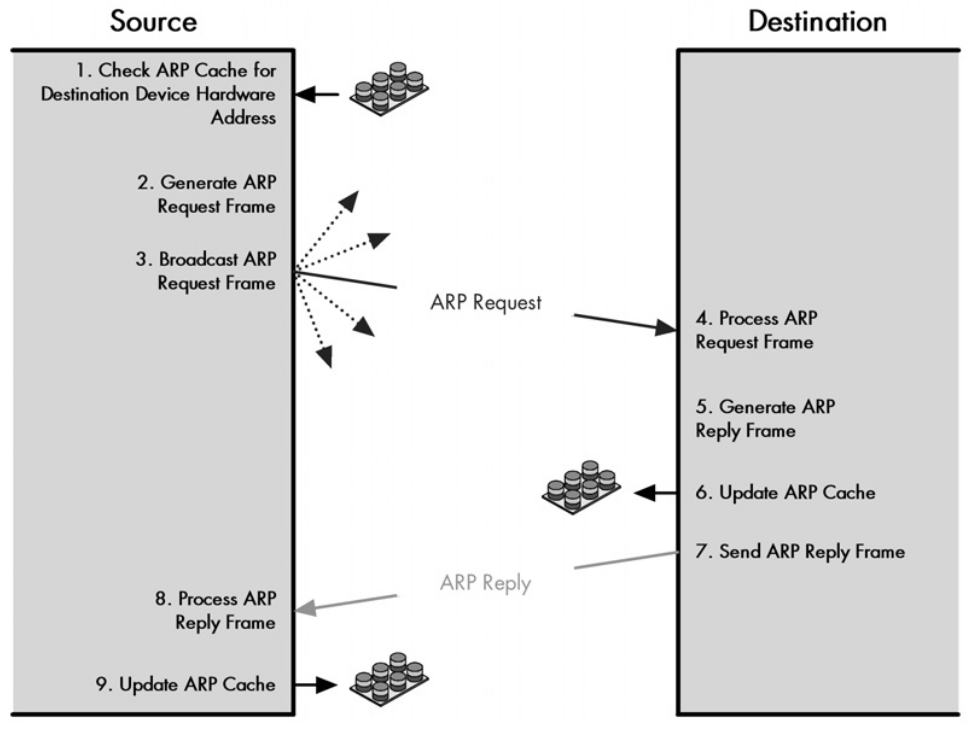 Source
Destination
1. Check ARP Cache for
Destination Device Hardware
Address
2. Generate ARP
Request Frame
3. Broadcast ARP
Request Frame
ARP Request
4. Process ARP
Request Frame
5. Generate ARP
Reply Frame
6. Update ARP Cache
7. Send ARP Reply Frame
ARP Reply
8. Process ARP
Reply Frame
9. Update ARP Cache